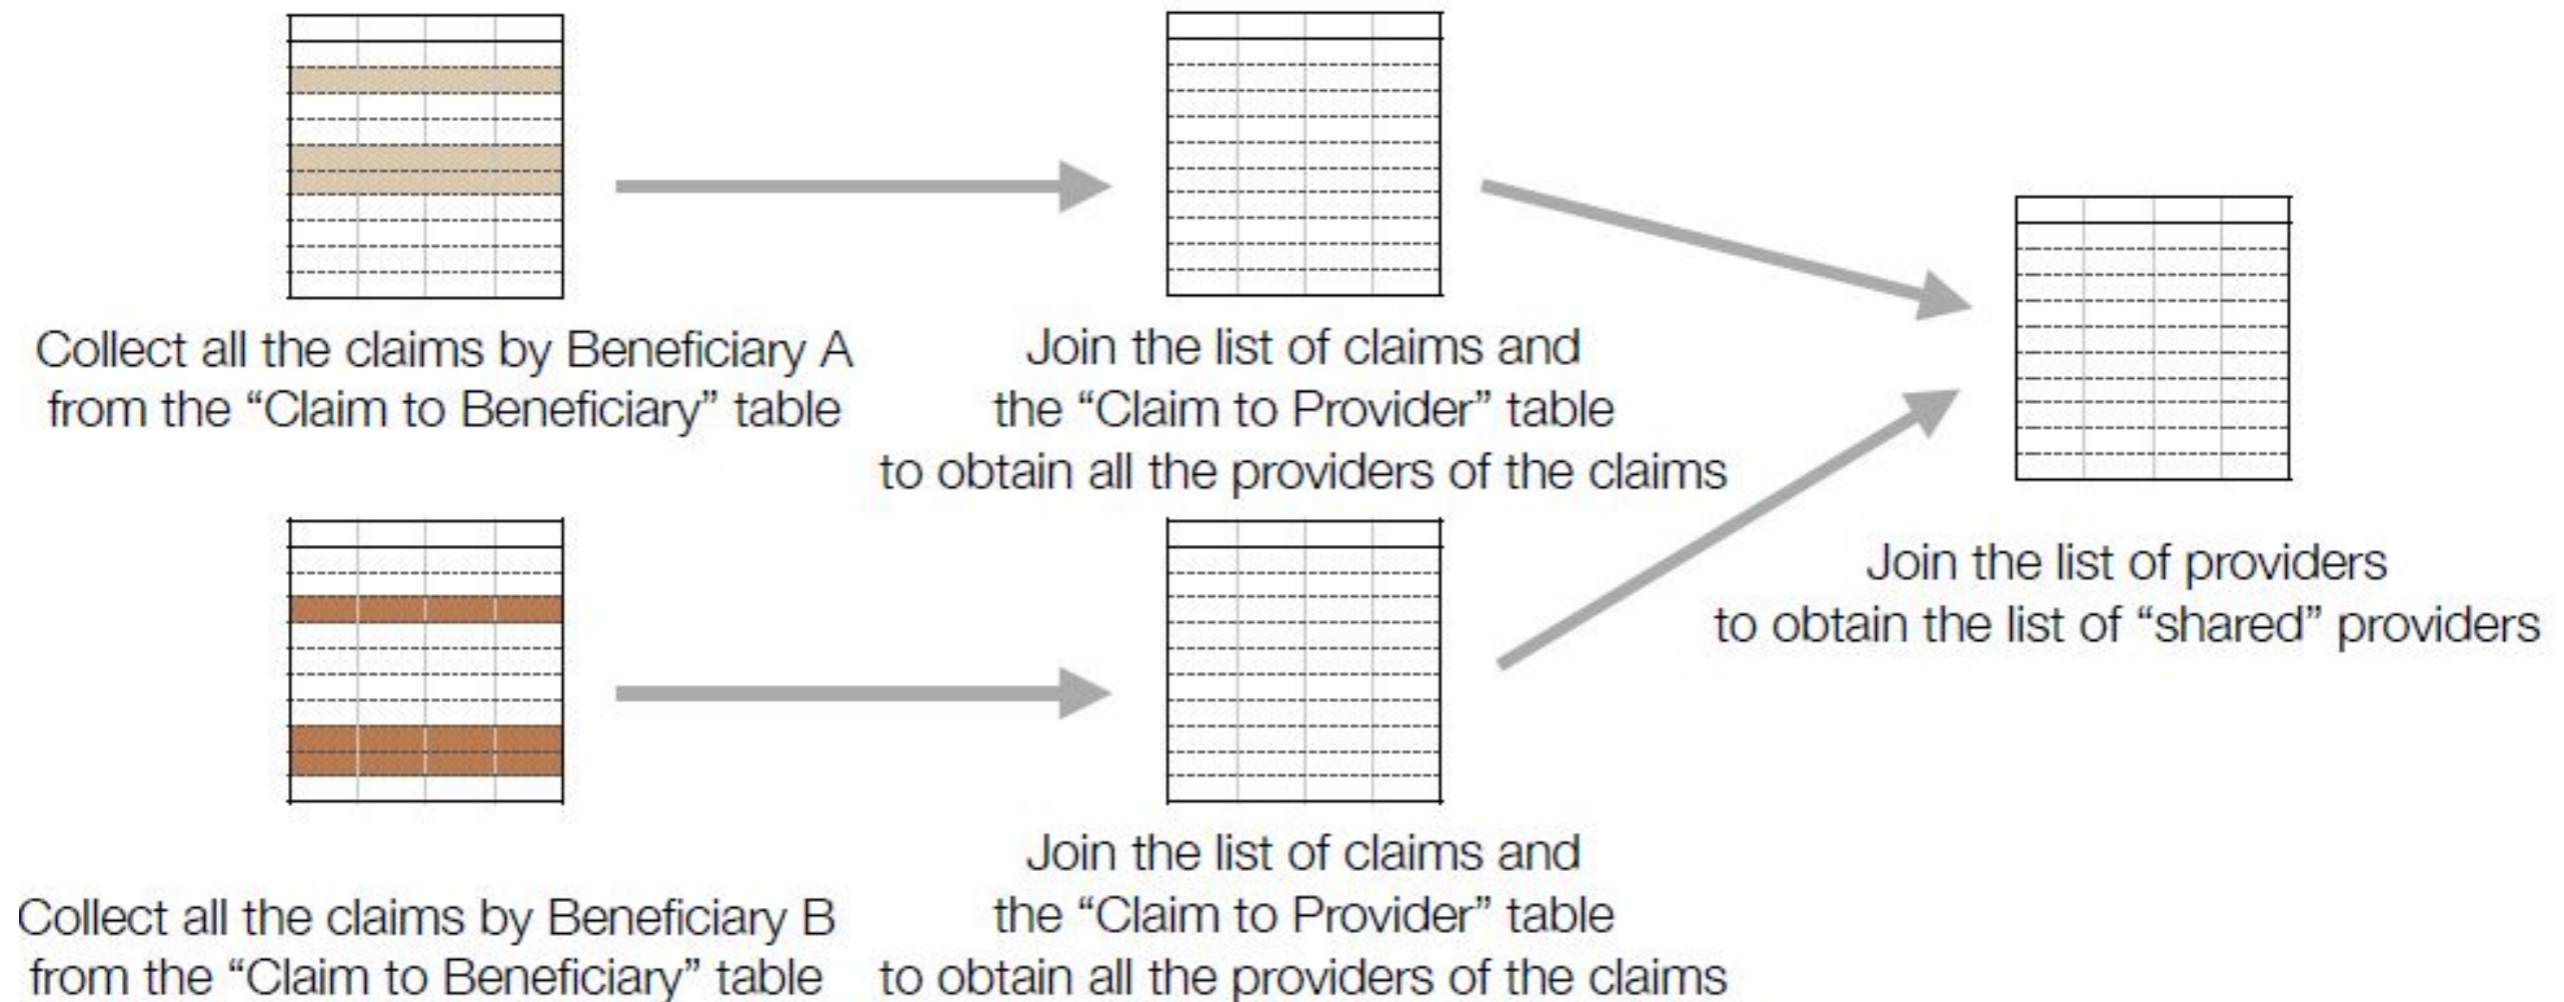 Collect all the claims by Beneficiary A
from the “Claim to Beneficiary” table
Join the list of claims and
the “Claim to Provider” table
to obtain all the providers of the claims
Join the list of providers
to obtain the list of “shared” providers
Collect all the claims by Beneficiary B
from the “Claim to Beneficiary” table
Join the list of claims and
the “Claim to Provider” table
to obtain all the providers of the claims